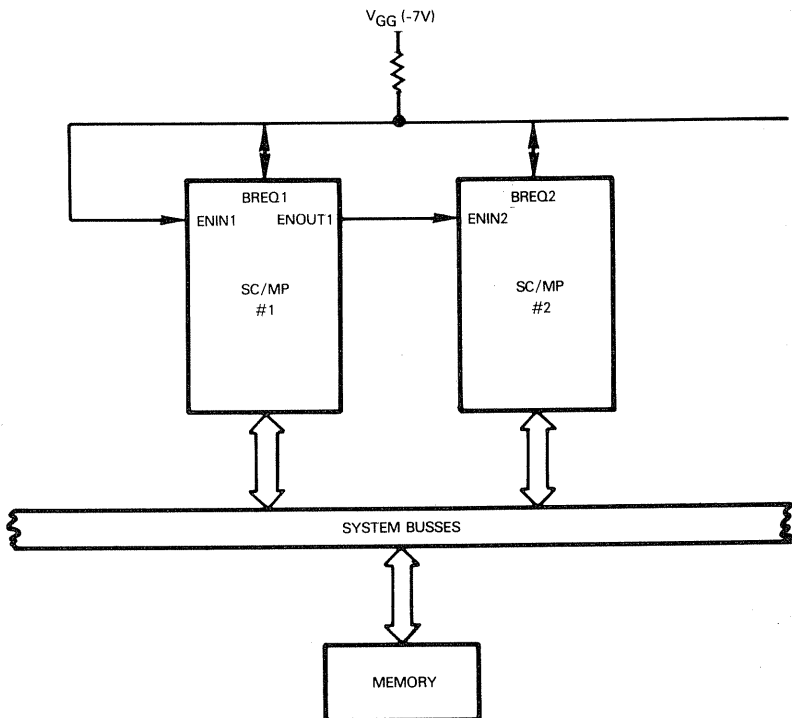 VGG (-7V)
BREQ1
BREQ2
ENIN1 ENOUT1
ENIN2
SC/MP
#1
SC/MP
#2
SYSTEM BUSSES
MEMORY